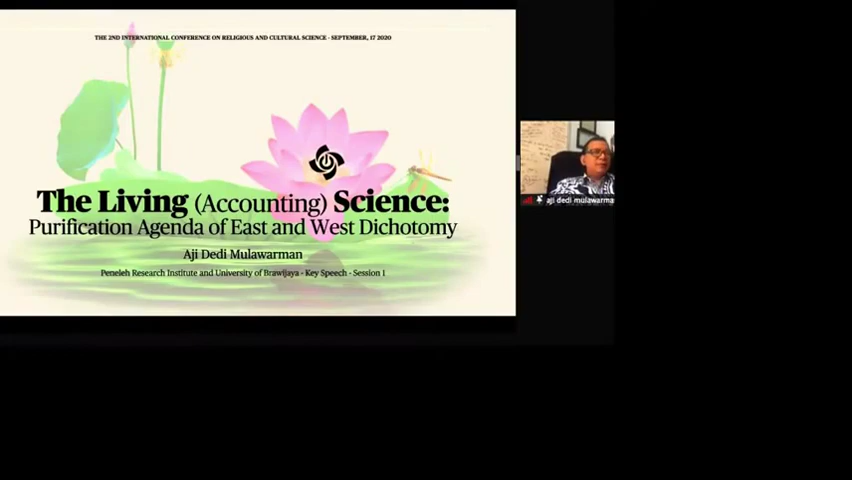 THE 2ND INTERNATIONAL CONFERENCE ON RELIGIOUS AND CULTURAL SCIENCE - SEPTEMBER, 17 2020
The Living (Accounting) Science:
Purification Agenda of East and West Dichotomy
Aji Dedi Mulawarman
Peneleh Research Institute and University of Brawijaya - Key Speech - Session 1
aji dedi mulawarma